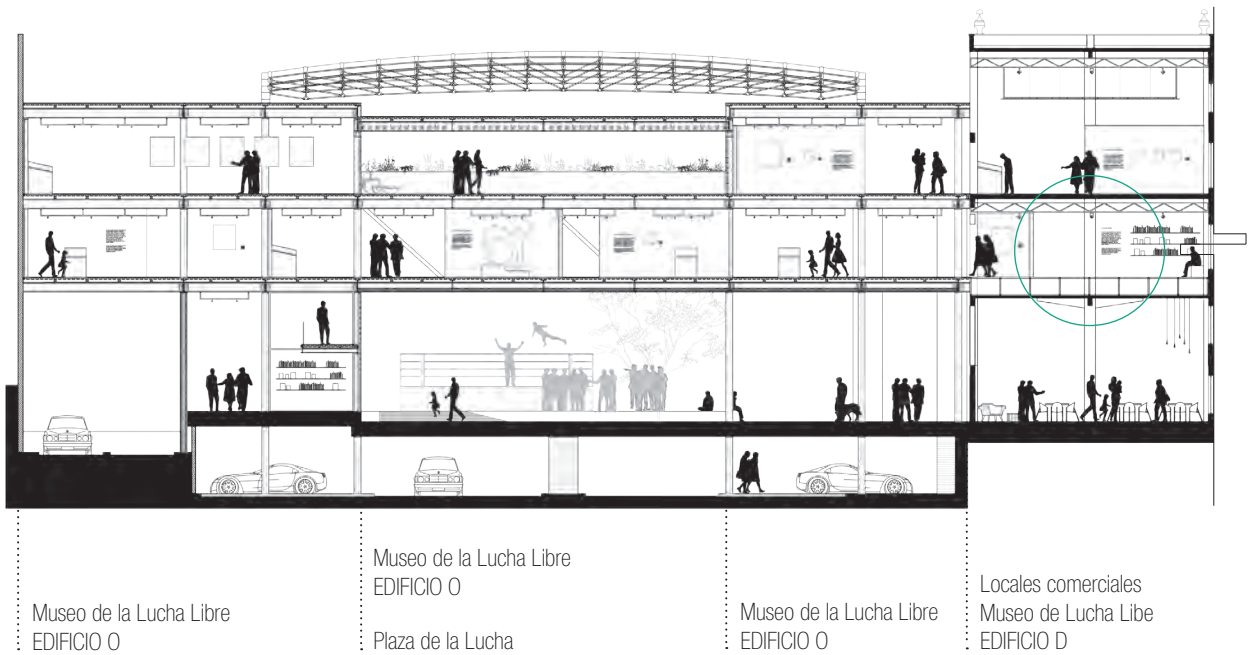 Museo de la Lucha Libre
EDIFICIO O
Museo de la Lucha Libre
EDIFICIO O
Plaza de la Lucha
Museo de la Lucha Libre
EDIFICIO O
Locales comerciales
Museo de Lucha Libe
EDIFICIO D